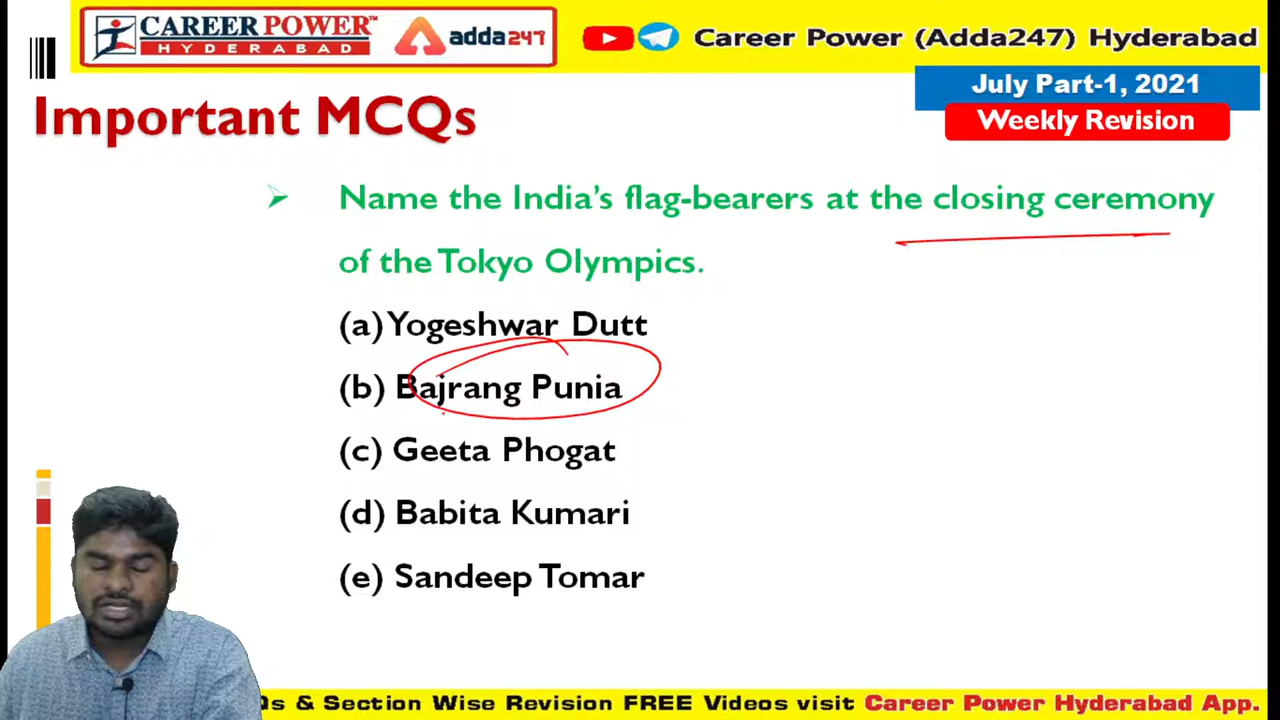 CAREER POWER™
HYDERABAD
adda247
Career Power (Adda247) Hyderabad
July Part-1, 2021
Weekly Revision
Important MCQs
Name the India's flag-bearers at the closing ceremony
of the Tokyo Olympics.
(a) Yogeshwar Dutt
(b) Bajrang Punia
(c) Geeta Phogat
(d) Babita Kumari
(e) Sandeep Tomar
& Section Wise Revision FREE Videos visit Career Power Hyderabad App.